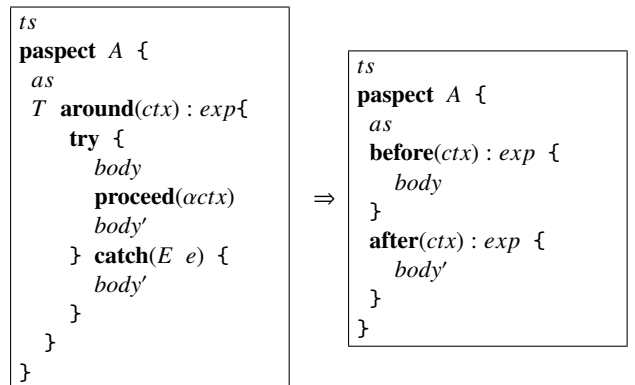 ts
paspect A {
as
T around(ctx) : exp{
try {
body
proceed(αctx)
body′
} catch(E e) {
body′
}
}
}
⇒
ts
paspect A {
as
before(ctx) : exp {
body
}
after(ctx) : exp {
body′
}
}